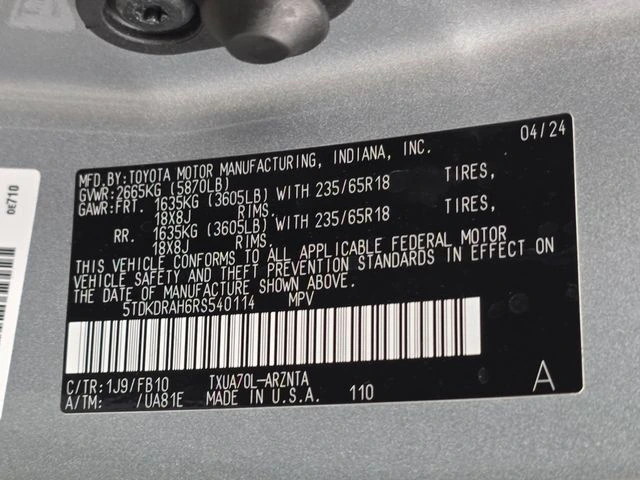 04/24
MFD.BY:TOYOTA MOTOR MANUFACTURING, INDIANA, INC.
GVWR:2665KG (5870LB)
GAWR:FRT. 1635KG (3605LB) WITH 235/65R18 TIRES,
18X8J RIMS.
RR. 1635KG (3605LB) WITH 235/65R18 TIRES,
18X8J RIMS.
THIS VEHICLE CONFORMS TO ALL APPLICABLE FEDERAL MOTOR
VEHICLE SAFETY AND THEFT PREVENTION STANDARDS IN EFFECT ON
THE DATE OF MANUFACTURE SHOWN ABOVE.
5TDKDRAH6RS540114 MPV
C/TR:1J9/FB10 TXUA70L-ARZNTA
A/TM: /UA81E MADE IN U.S.A. 110 A
0E710